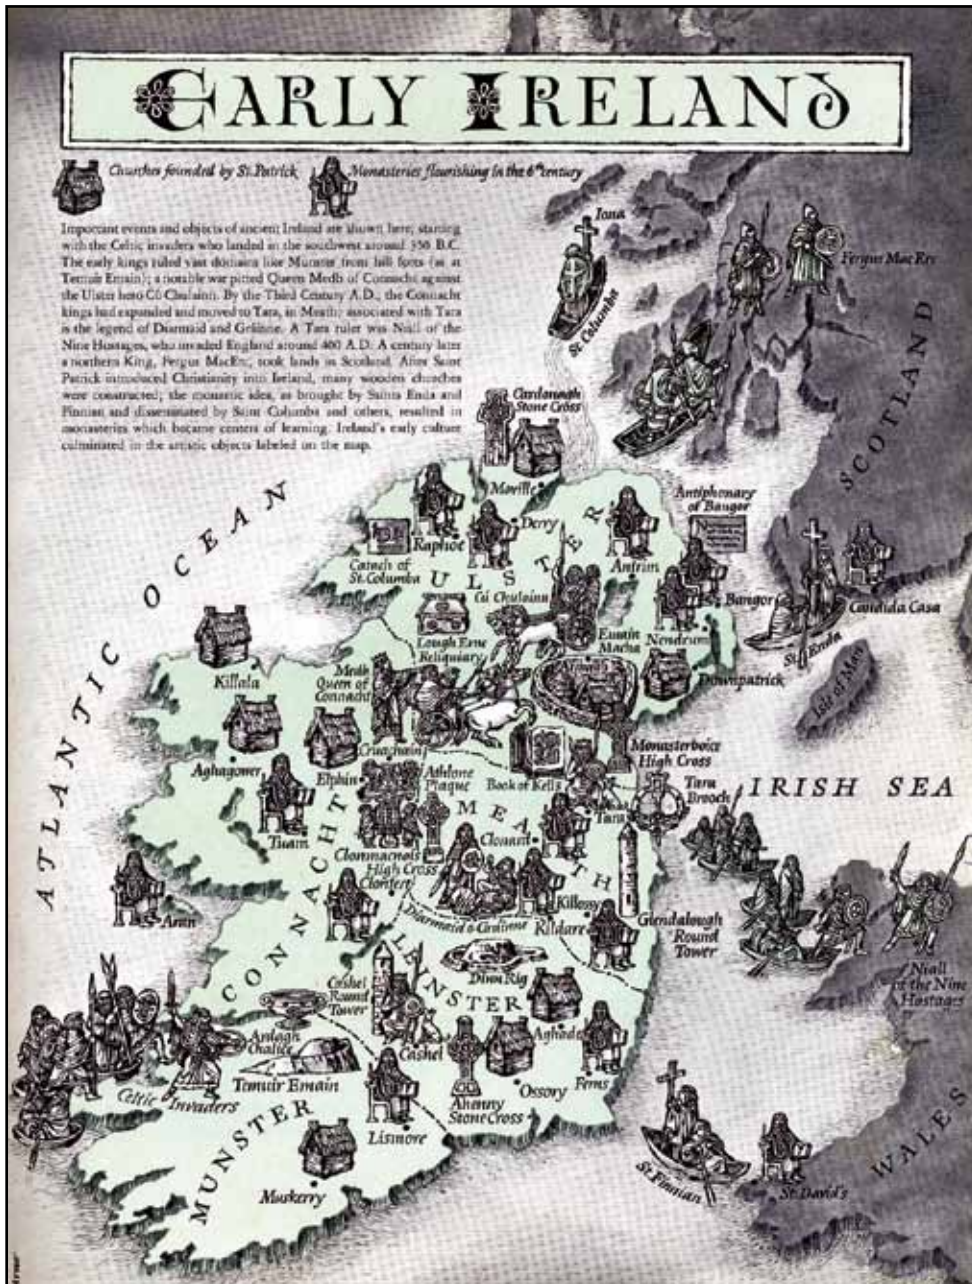 EARLY IRELAND
Churches founded by St. Patrick
Monasteries flourishing in the 6th century
Important events and objects of ancient Ireland are shown here, starting
with the Celtic invaders who landed in the southwest around 350 B.C.
The early kings ruled vast domains like Munster from hill forts (as at
Temuir Emain); a notable war pitted Queen Medb of Connacht against
the Ulster hero Cú Chulainn. By the Third Century A.D., the Connacht
kings had expanded and moved to Tara, in Meath; associated with Tara
is the legend of Diarmaid and Gráinne. A Tara ruler was Niall of the
Nine Hostages, who invaded England around 400 A.D. A century later
a northern King, Fergus MacErc, took lands in Scotland. After Saint
Patrick introduced Christianity into Ireland, many wooden churches
were constructed; the monastic idea, as brought by Saints Enda and
Finnian and disseminated by Saint Columba and others, resulted in
monasteries which became centers of learning. Ireland's early culture
culminated in the artistic objects labeled on the map.
Iona
St. Columba
Fergus Mac Erc
SCOTLAND
Cardonagh
Stone Cross
Moville
Antiphonary
of Bangor
Derry
Raphoe
Antrim
Catach of
St. Columba
ULSTER
Cú Chulainn
Bangor
Candida Casa
St. Enda
Lough Erne
Reliquiary
Emain
Macha
Nendrum
Armagh
Downpatrick
Isle of Man
ATLANTIC OCEAN
Killala
Medb
Queen of
Connacht
Cruachain
Monasterboice
High Cross
Aghagower
Elphin
Athlone
Plaque
Book of Kells
Tara
Tara
Brooch
IRISH SEA
Tuam
MEATH
Clonard
Clonmacnois
High Cross
Clonfert
CONNACHT
Killossy
Aran
Diarmaid & Gráinne
Kildare
Glendalough
Round
Tower
Niall
of the Nine
Hostages
LEINSTER
Dinn Rig
Cashel
Round
Tower
Ardagh
Chalice
Aghade
Cashel
Celtic Invaders
Temuir Emain
Ferns
Ossory
Ahenny
Stone Cross
MUNSTER
Lismore
Muskerry
St. Finnian
St. David's
WALES